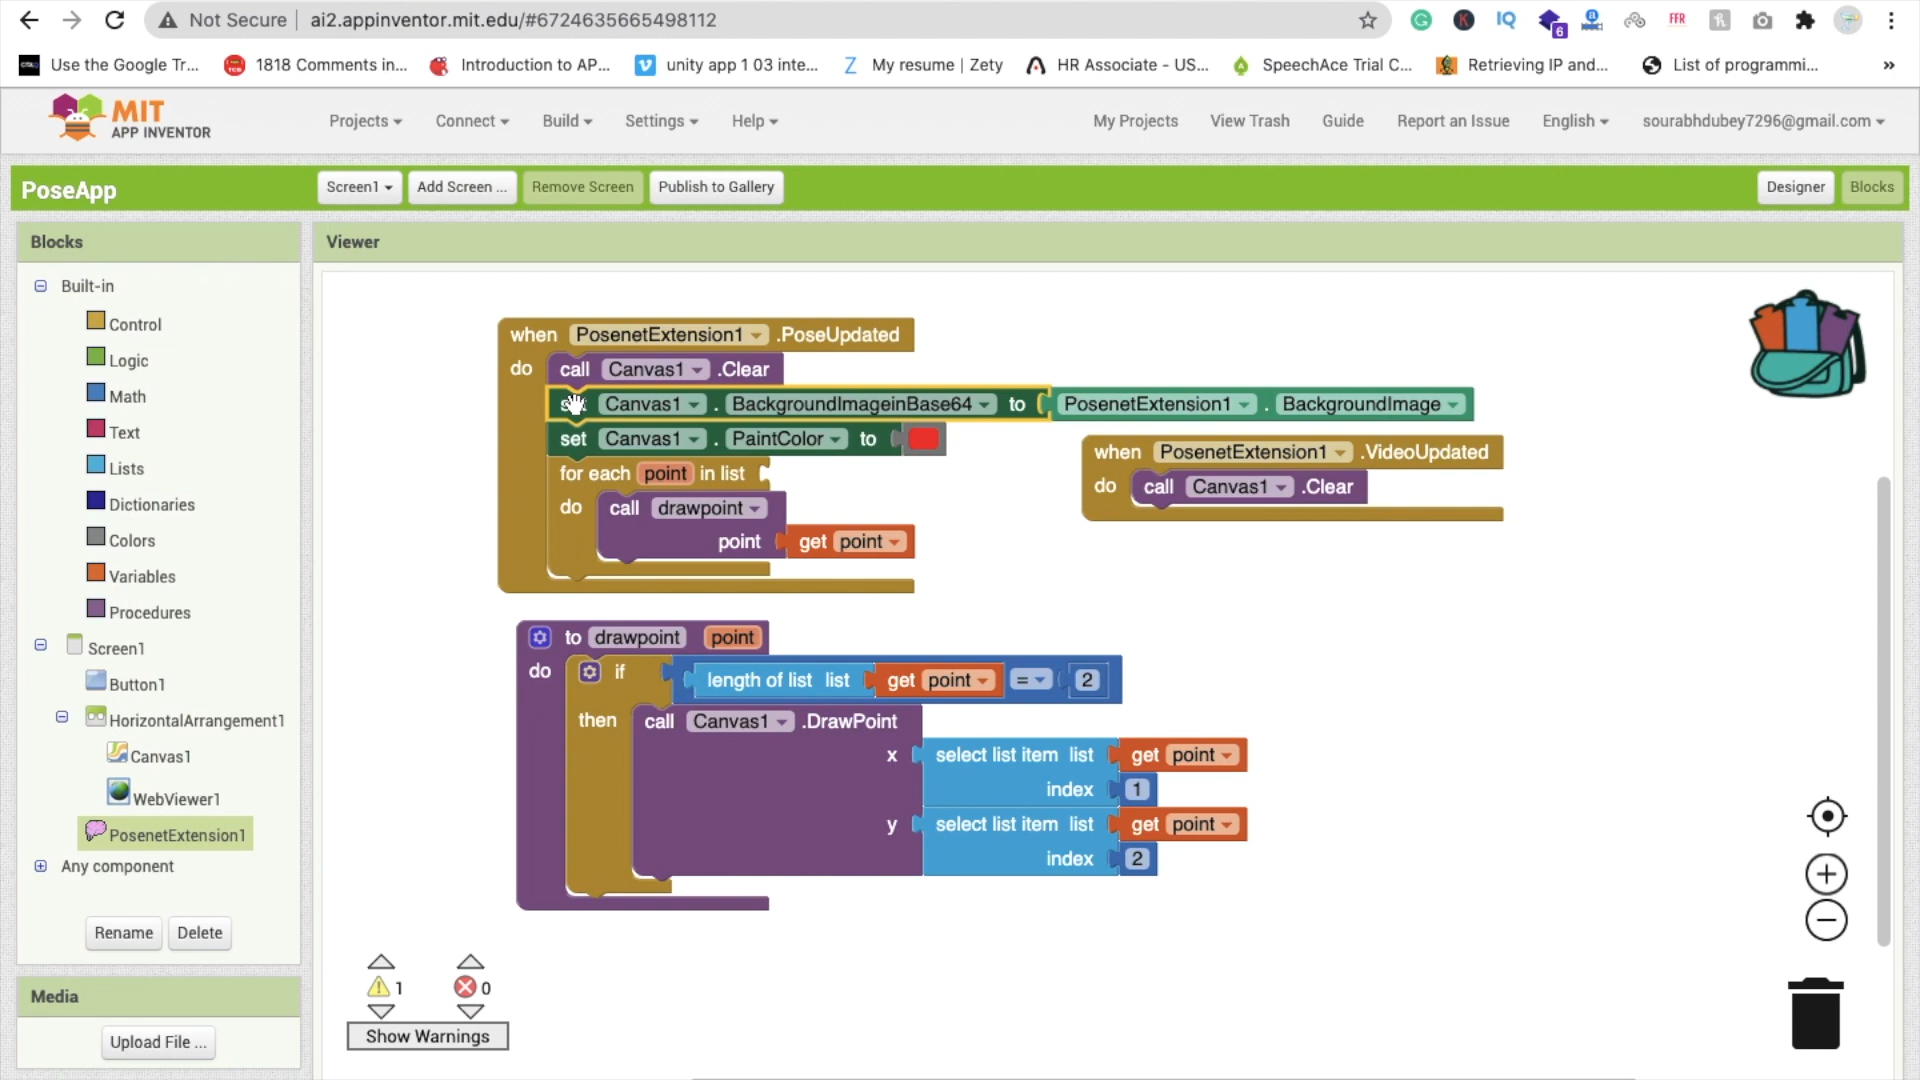 Not Secure ai2.appinventor.mit.edu/#6724635665498112
K IQ 6 a FFR h
Use the Google Tr... 1818 Comments in... Introduction to AP... unity app 1 03 inte... My resume | Zety HR Associate - US... SpeechAce Trial C... Retrieving IP and... List of programmi... »
MIT
APP INVENTOR
Projects Connect Build Settings Help My Projects View Trash Guide Report an Issue English sourabhdubey7296@gmail.com
PoseApp Screen1 Add Screen ... Remove Screen Publish to Gallery Designer Blocks
Blocks Viewer
Built-in
Control
Logic
Math
Text
Lists
Dictionaries
Colors
Variables
Procedures
Screen1
Button1
HorizontalArrangement1
Canvas1
WebViewer1
PosenetExtension1
Any component
Rename Delete
Media
Upload File ...
when PosenetExtension1 .PoseUpdated
do call Canvas1 .Clear
Canvas1 . BackgroundImageinBase64 to PosenetExtension1 . BackgroundImage
set Canvas1 . PaintColor to
for each point in list
do call drawpoint
point get point
when PosenetExtension1 .VideoUpdated
do call Canvas1 .Clear
to drawpoint point
do if length of list list get point = 2
then call Canvas1 .DrawPoint
x select list item list get point
index 1
y select list item list get point
index 2
1 0
Show Warnings